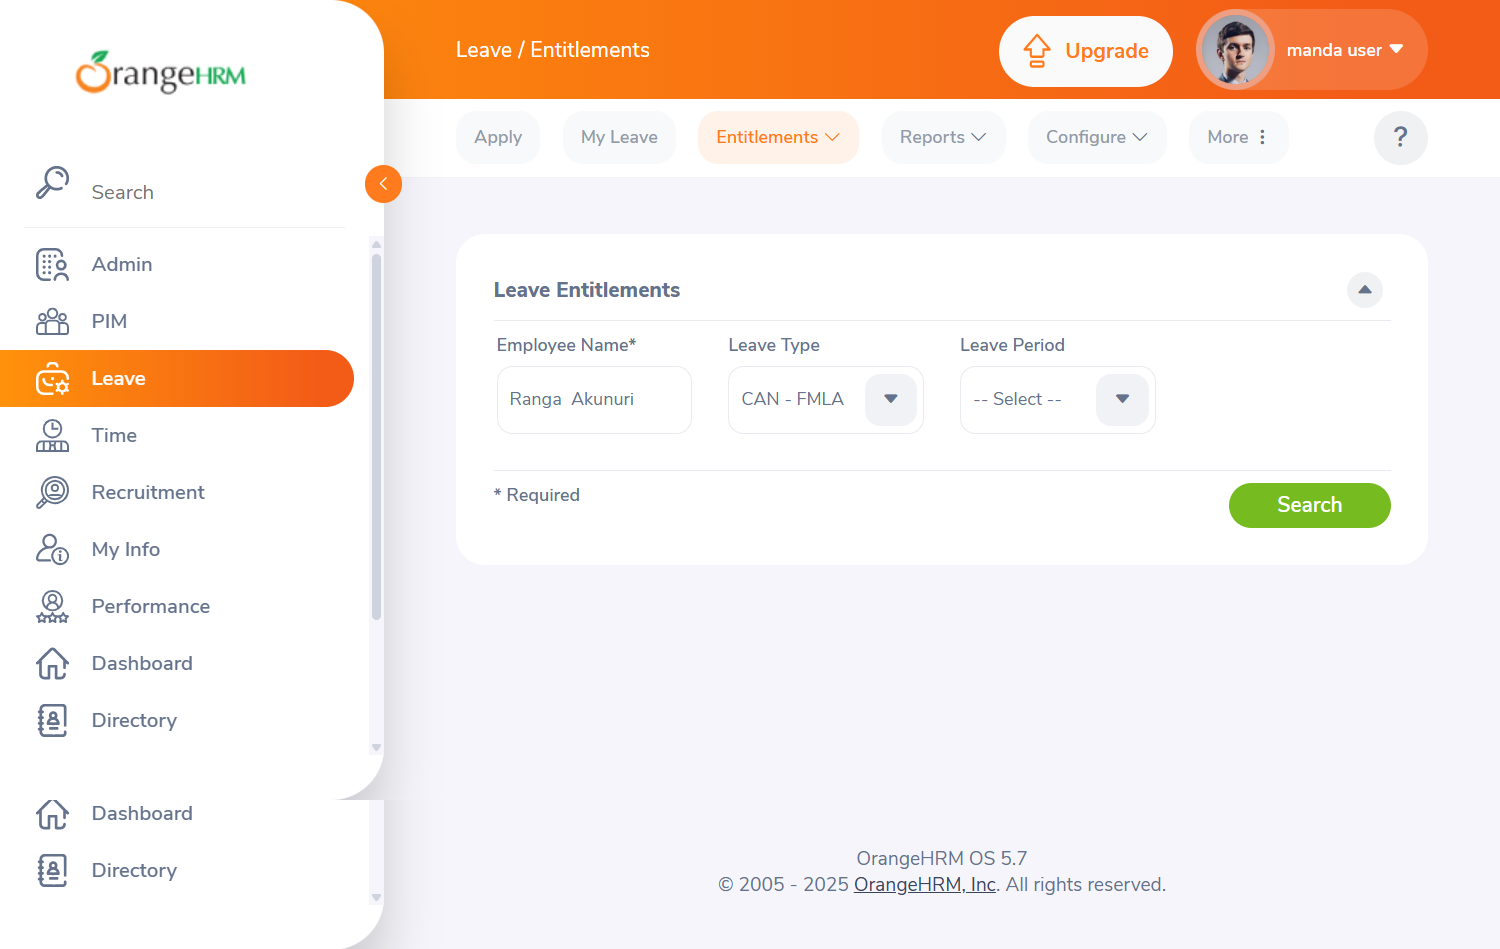 OrangeHRM
Search
Admin
PIM
Leave
Time
Recruitment
My Info
Performance
Dashboard
Directory
Dashboard
Directory
Leave / Entitlements
Upgrade
manda user
Apply
My Leave
Entitlements
Reports
Configure
More
?
Leave Entitlements
Employee Name*
Leave Type
Leave Period
Ranga  Akunuri
CAN - FMLA
-- Select --
* Required
Search
OrangeHRM OS 5.7
© 2005 - 2025 OrangeHRM, Inc. All rights reserved.